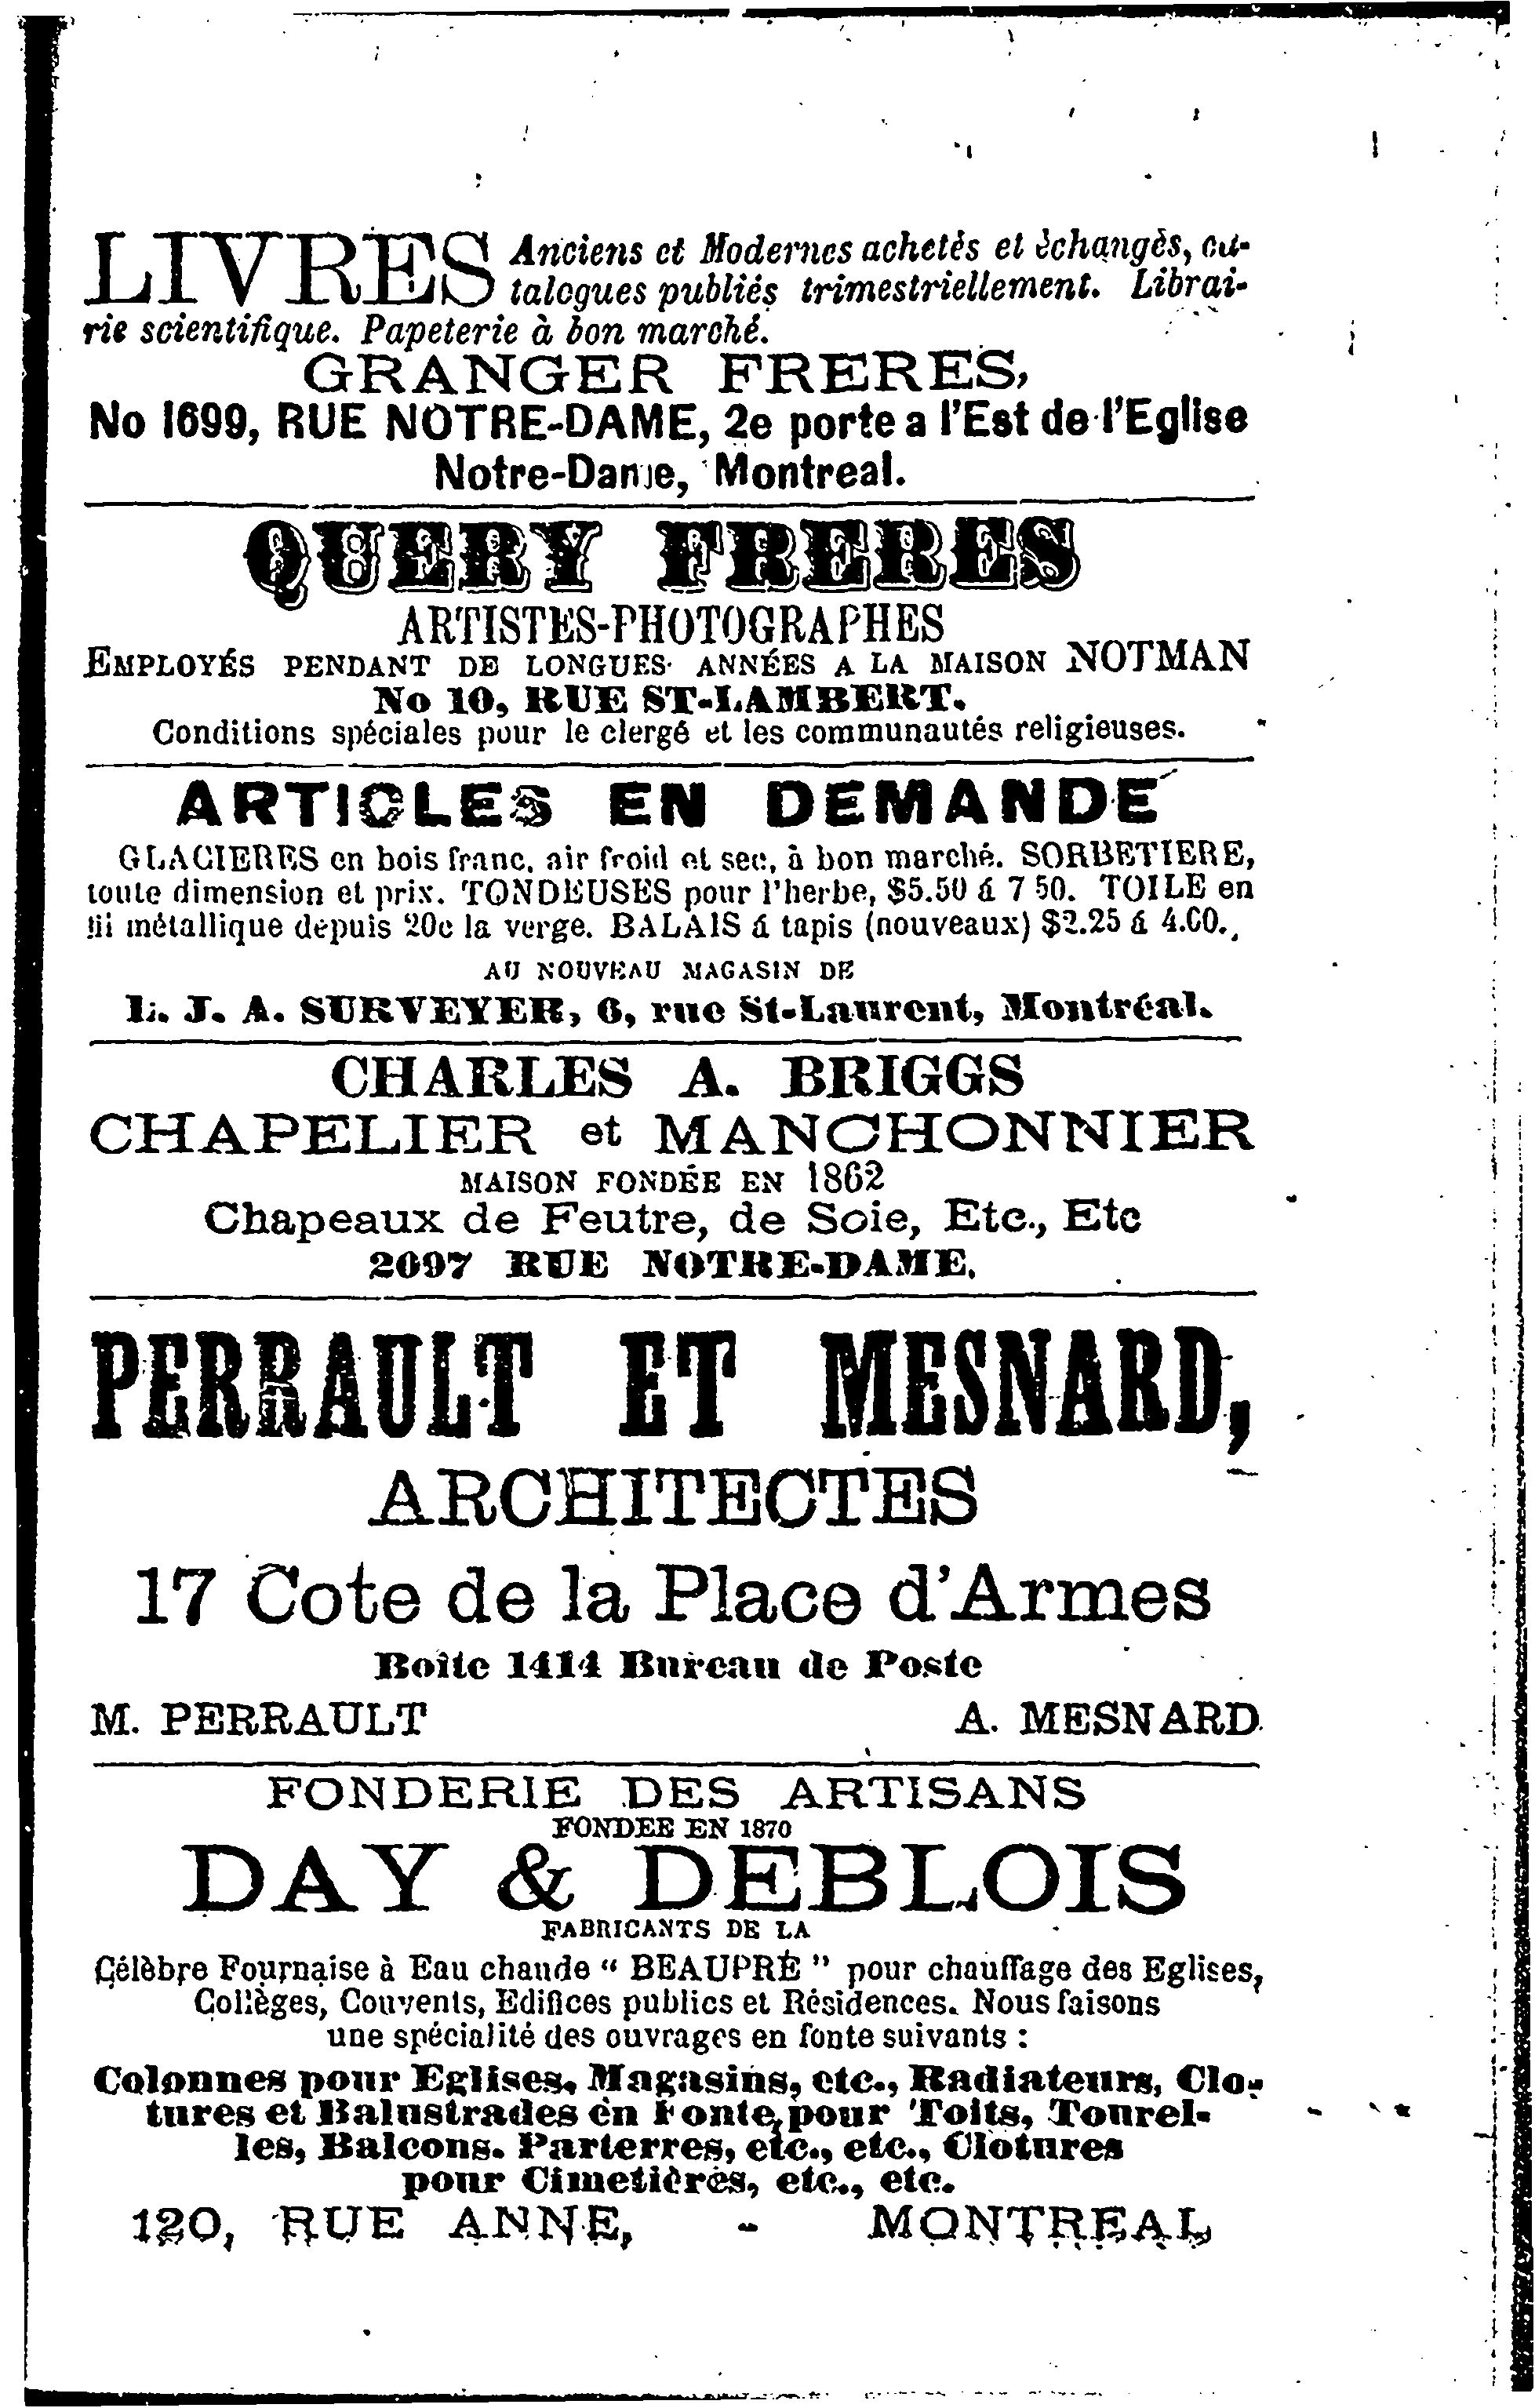 LIVRES Anciens et Modernes achetès et èchangès, ca-
talogues publiés trimestriellement. Librai-
rie scientifique. Papeterie à bon marché.
GRANGER FRERES,
No 1699, RUE NOTRE-DAME, 2e porte a l'Est de l'Eglise
Notre-Dame, Montreal.
QUERY FRERES
ARTISTES-PHOTOGRAPHES
EMPLOYÉS PENDANT DE LONGUES ANNÉES A LA MAISON NOTMAN
No 10, RUE ST-LAMBERT.
Conditions spéciales pour le clergé et les communautés religieuses.
ARTICLES EN DEMANDE
GLACIERES en bois franc, air froid et sec, à bon marché. SORBETIERE,
toute dimension et prix. TONDEUSES pour l'herbe, $5.50 á 7 50. TOILE en
fil métallique depuis 20c la verge. BALAIS á tapis (nouveaux) $2.25 á 4.00.
AU NOUVEAU MAGASIN DE
L. J. A. SURVEYER, 6, rue St-Laurent, Montréal.
CHARLES A. BRIGGS
CHAPELIER et MANCHONNIER
MAISON FONDÉE EN 1862
Chapeaux de Feutre, de Soie, Etc., Etc
2097 RUE NOTRE-DAME.
PERRAULT ET MESNARD,
ARCHITECTES
17 Cote de la Place d'Armes
Boîte 1414 Bureau de Poste
M. PERRAULT A. MESNARD
FONDERIE DES ARTISANS
FONDEE EN 1870
DAY & DEBLOIS
FABRICANTS DE LA
Célèbre Fournaise à Eau chaude “ BEAUPRÉ ” pour chauffage des Eglises,
Collèges, Couvents, Edifices publics et Résidences. Nous faisons
une spécialité des ouvrages en fonte suivants :
Colonnes pour Eglises, Magasins, etc., Radiateurs, Clo-
tures et Balustrades en Fonte, pour Toits, Tourel-
les, Balcons. Parterres, etc., etc., Clotures
pour Cimetières, etc., etc.
120, RUE ANNE, - MONTREAL